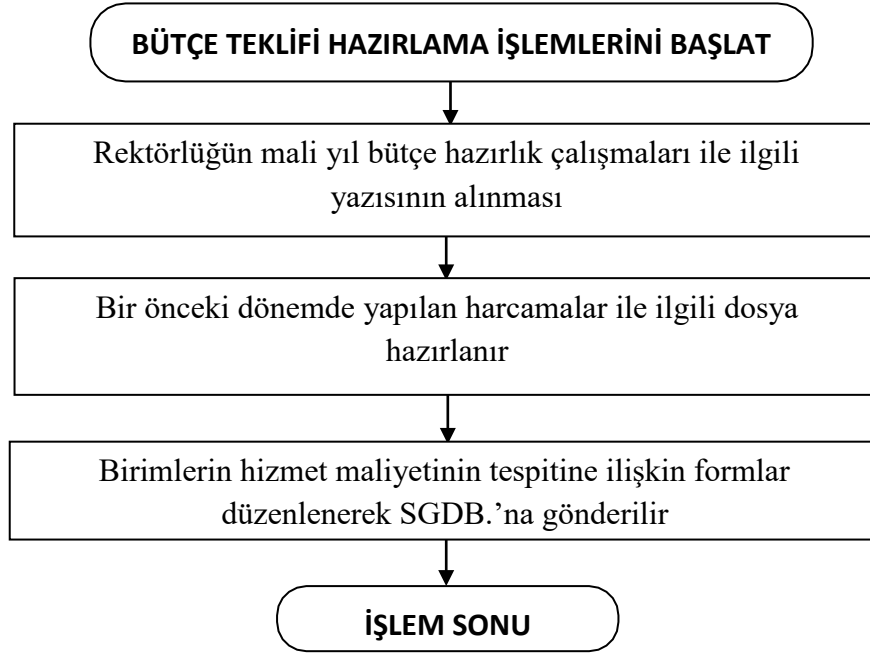 BÜTÇE TEKLİFİ HAZIRLAMA İŞLEMLERİNİ BAŞLAT
Rektörlüğün mali yıl bütçe hazırlık çalışmaları ile ilgili
yazısının alınması
Bir önceki dönemde yapılan harcamalar ile ilgili dosya
hazırlanır
Birimlerin hizmet maliyetinin tespitine ilişkin formlar
düzenlenerek SGDB.’na gönderilir
İŞLEM SONU